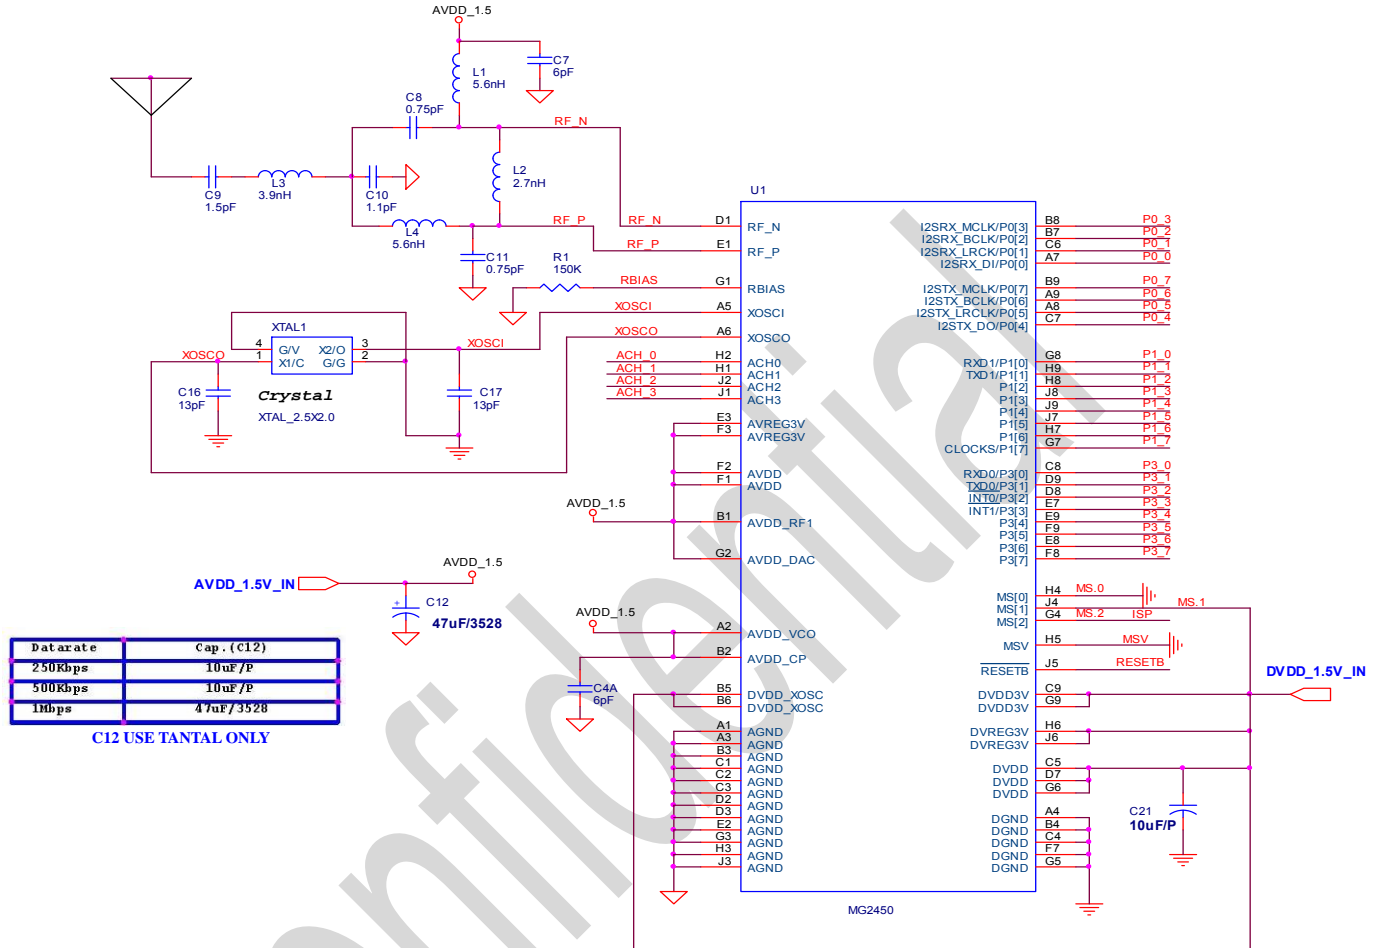 AVDD_1.5
C7
6pF
L1
5.6nH
C8
0.75pF
RF_N
L2
2.7nH
C9
1.5pF
L3
3.9nH
C10
1.1pF
L4
5.6nH
RF_P
RF_N
RF_P
C11
0.75pF
R1
150K
RBIAS
XOSCI
XOSCO
XTAL1
4 G/V X2/O 3
1 X1/C G/G 2
XOSCO
XOSCI
C16
13pF
Crystal
XTAL_2.5X2.0
C17
13pF
ACH_0
ACH_1
ACH_2
ACH_3
AVDD_1.5
AVDD_1.5
AVDD_1.5V_IN
C12
47uF/3528
AVDD_1.5
C4A
6pF
Datarate Cap.(C12)
250Kbps 10uF/P
500Kbps 10uF/P
1Mbps 47uF/3528
C12 USE TANTAL ONLY
U1
D1 RF_N
E1 RF_P
G1 RBIAS
A5 XOSCI
A6 XOSCO
H2 ACH0
H1 ACH1
J2 ACH2
J1 ACH3
E3 AVREG3V
F3 AVREG3V
F2 AVDD
F1 AVDD
B1 AVDD_RF1
G2 AVDD_DAC
A2 AVDD_VCO
B2 AVDD_CP
B5 DVDD_XOSC
B6 DVDD_XOSC
A1 AGND
A3 AGND
B3 AGND
C1 AGND
C2 AGND
C3 AGND
D2 AGND
D3 AGND
E2 AGND
G3 AGND
H3 AGND
J3 AGND
I2SRX_MCLK/P0[3] B8 P0_3
I2SRX_BCLK/P0[2] B7 P0_2
I2SRX_LRCK/P0[1] C6 P0_1
I2SRX_DI/P0[0] A7 P0_0
I2STX_MCLK/P0[7] B9 P0_7
I2STX_BCLK/P0[6] A9 P0_6
I2STX_LRCLK/P0[5] A8 P0_5
I2STX_DO/P0[4] C7 P0_4
RXD1/P1[0] G8 P1_0
TXD1/P1[1] H9 P1_1
P1[2] H8 P1_2
P1[3] J8 P1_3
P1[4] J9 P1_4
P1[5] J7 P1_5
P1[6] H7 P1_6
CLOCKS/P1[7] G7 P1_7
RXD0/P3[0] C8 P3_0
TXD0/P3[1] D9 P3_1
INT0/P3[2] D8 P3_2
INT1/P3[3] E7 P3_3
P3[4] E9 P3_4
P3[5] F9 P3_5
P3[6] E8 P3_6
P3[7] F8 P3_7
MS[0] H4 MS.0
MS[1] J4 MS.1
MS[2] G4 MS.2 ISP
MSV H5 MSV
RESETB J5 RESETB
DVDD3V C9
DVDD3V G9
DVREG3V H6
DVREG3V J6
DVDD C5
DVDD D7
DVDD G6
DGND A4
DGND B4
DGND C4
DGND F7
DGND G5
DVDD_1.5V_IN
C21
10uF/P
MG2450